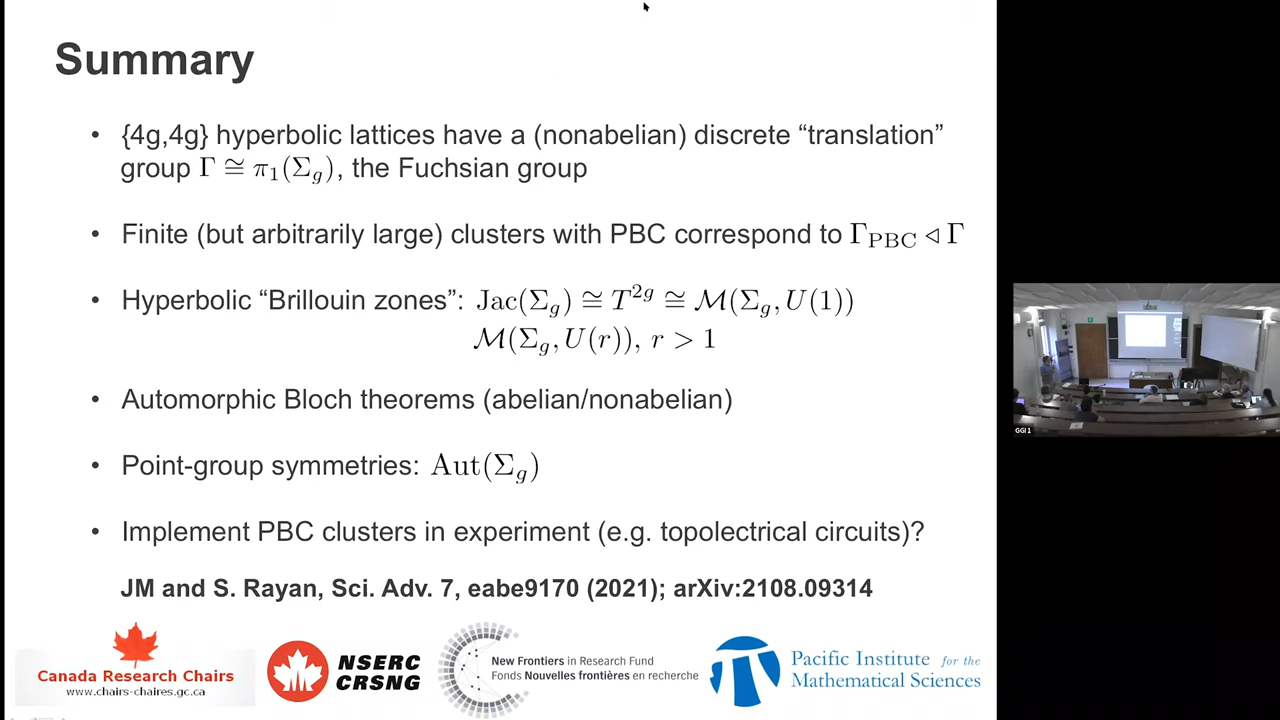 Summary
• {4g,4g} hyperbolic lattices have a (nonabelian) discrete “translation”
group Γ ≅ π₁(Σ_g), the Fuchsian group
• Finite (but arbitrarily large) clusters with PBC correspond to Γ_PBC ◁ Γ
• Hyperbolic “Brillouin zones”: Jac(Σ_g) ≅ T^{2g} ≅ ℳ(Σ_g, U(1))
ℳ(Σ_g, U(r)), r > 1
• Automorphic Bloch theorems (abelian/nonabelian)
• Point-group symmetries: Aut(Σ_g)
• Implement PBC clusters in experiment (e.g. topolectrical circuits)?
JM and S. Rayan, Sci. Adv. 7, eabe9170 (2021); arXiv:2108.09314
Canada Research Chairs
www.chairs-chaires.gc.ca
NSERC
CRSNG
New Frontiers in Research Fund
Fonds Nouvelles frontières en recherche
Pacific Institute for the
Mathematical Sciences
GGI 1